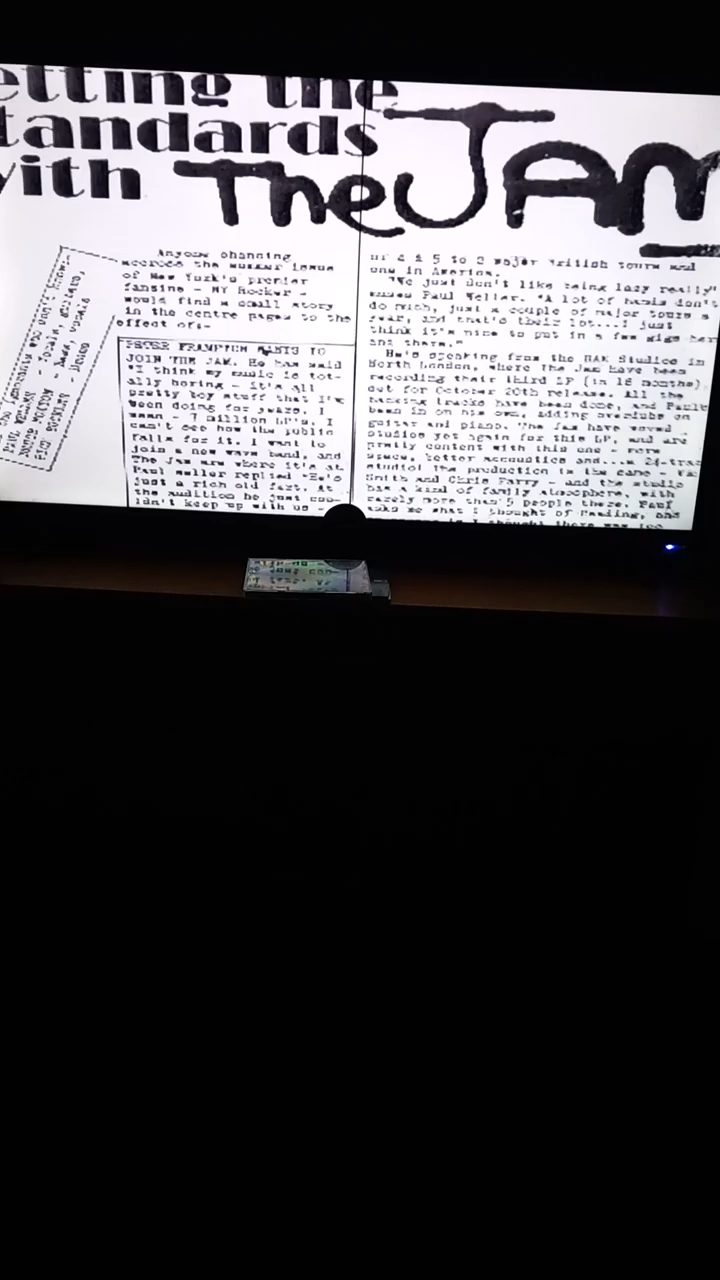 etting the
tandards
with The JAM
Anyone chancing
accross the summer issue
of New York's premier
fanzine - NY Rocker -
would find a small story
in the centre pages to the
effect of:-
PETER FRAMPTON WANTS TO
JOIN THE JAM. He has said
"I think my music is tot-
ally boring - it's all
pretty boy stuff that I've
been doing for years. I
mean - 7 million LP's, I
can't see how the public
falls for it. I want to
join a new wave band, and
The Jam are where it's at.
Paul Weller replied "He's
just a rich old fart. At
the audition he just cou-
ldn't keep up with us -
of 4 & 5 to 2 major British tours and
one in America.
"We just don't like being lazy really"
Paul Weller. "A lot of bands don't
do much, just a couple of major tours a
year, and that's their lot...I just
think it's nice to put in a few gigs her
and there."
He's speaking from the RAK Studios in
North London, where The Jam have been
recording their third LP (in 18 months)
out for October 20th release. All the
backing tracks have been done, and Paul's
been in on his own, adding overdubs on
guitar and piano. The Jam have moved
studios yet again for this LP, and are
pretty content with this one - more
space, better accoustics and....a 24-trac
studio! the production is the same - Vic
Smith and Chris Parry - and the studio
has a kind of family atmosphere, with
rarely more than 5 people there. Paul
asks me what I thought of Reading, and
I thought there was too